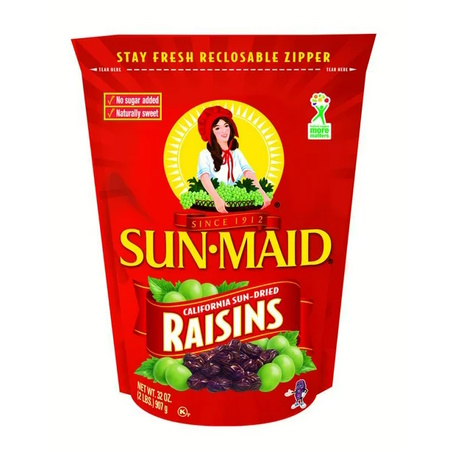 STAY FRESH RECLOSABLE ZIPPER
TEAR HERE TEAR HERE
No sugar added
Naturally sweet
more
matters.
SINCE 1912
SUN•MAID
CALIFORNIA SUN-DRIED
RAISINS
NET WT. 32 OZ.
(2 LBS.) 907 g
K